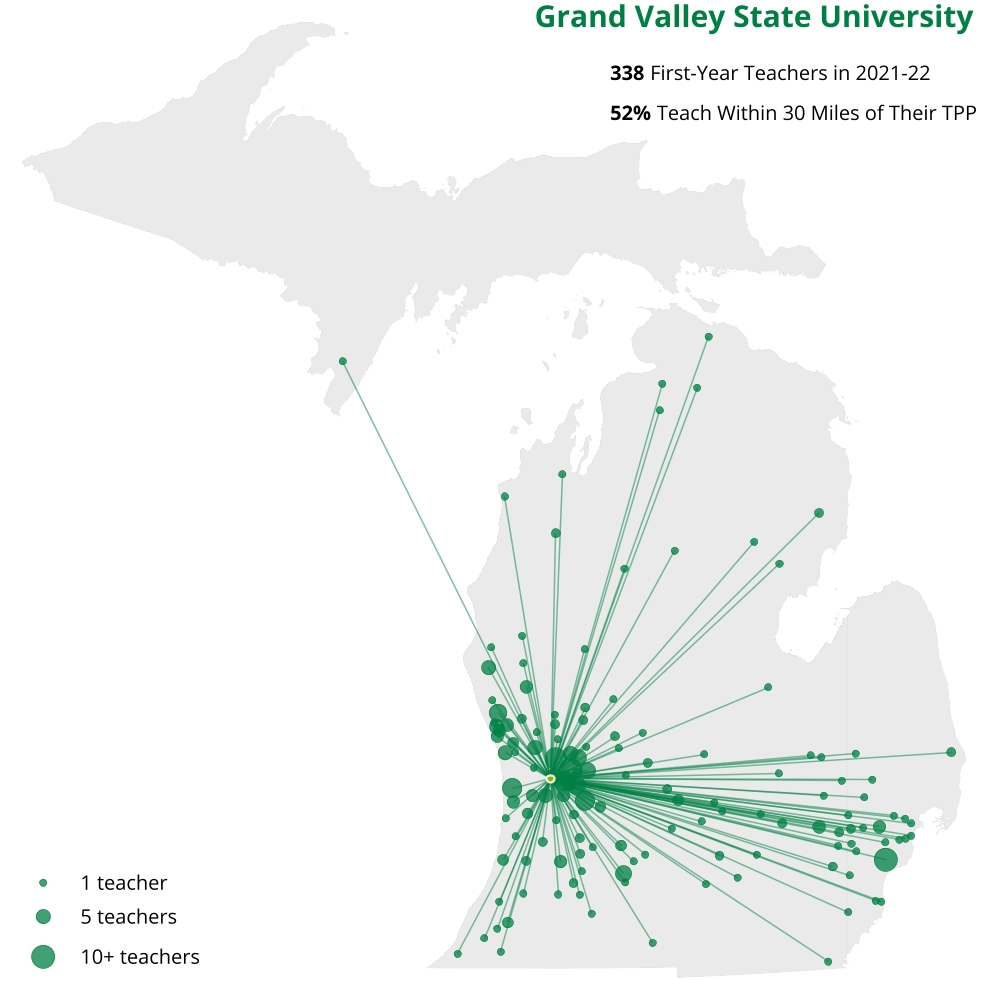 Grand Valley State University
338 First-Year Teachers in 2021-22
52% Teach Within 30 Miles of Their TPP
1 teacher
5 teachers
10+ teachers